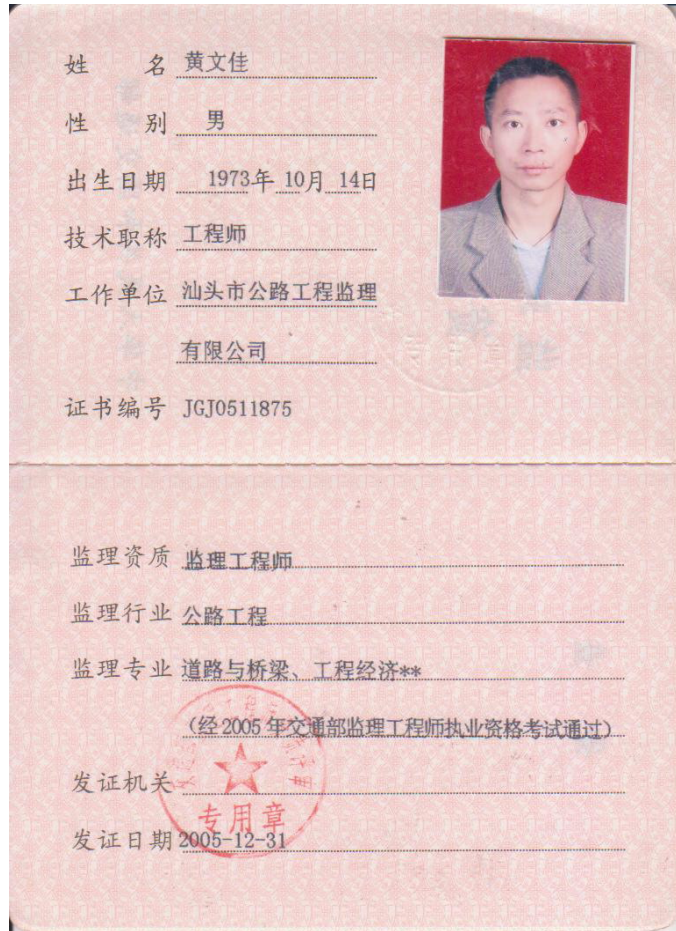 姓 名 黄文佳
性 别 男
出生日期 1973年 10月 14日
技术职称 工程师
工作单位 汕头市公路工程监理
有限公司
证书编号 JGJ0511875
专用章
监理资质 监理工程师
监理行业 公路工程
监理专业 道路与桥梁、工程经济**
(经2005年交通部监理工程师执业资格考试通过)
发证机关
专用章
发证日期 2005-12-31